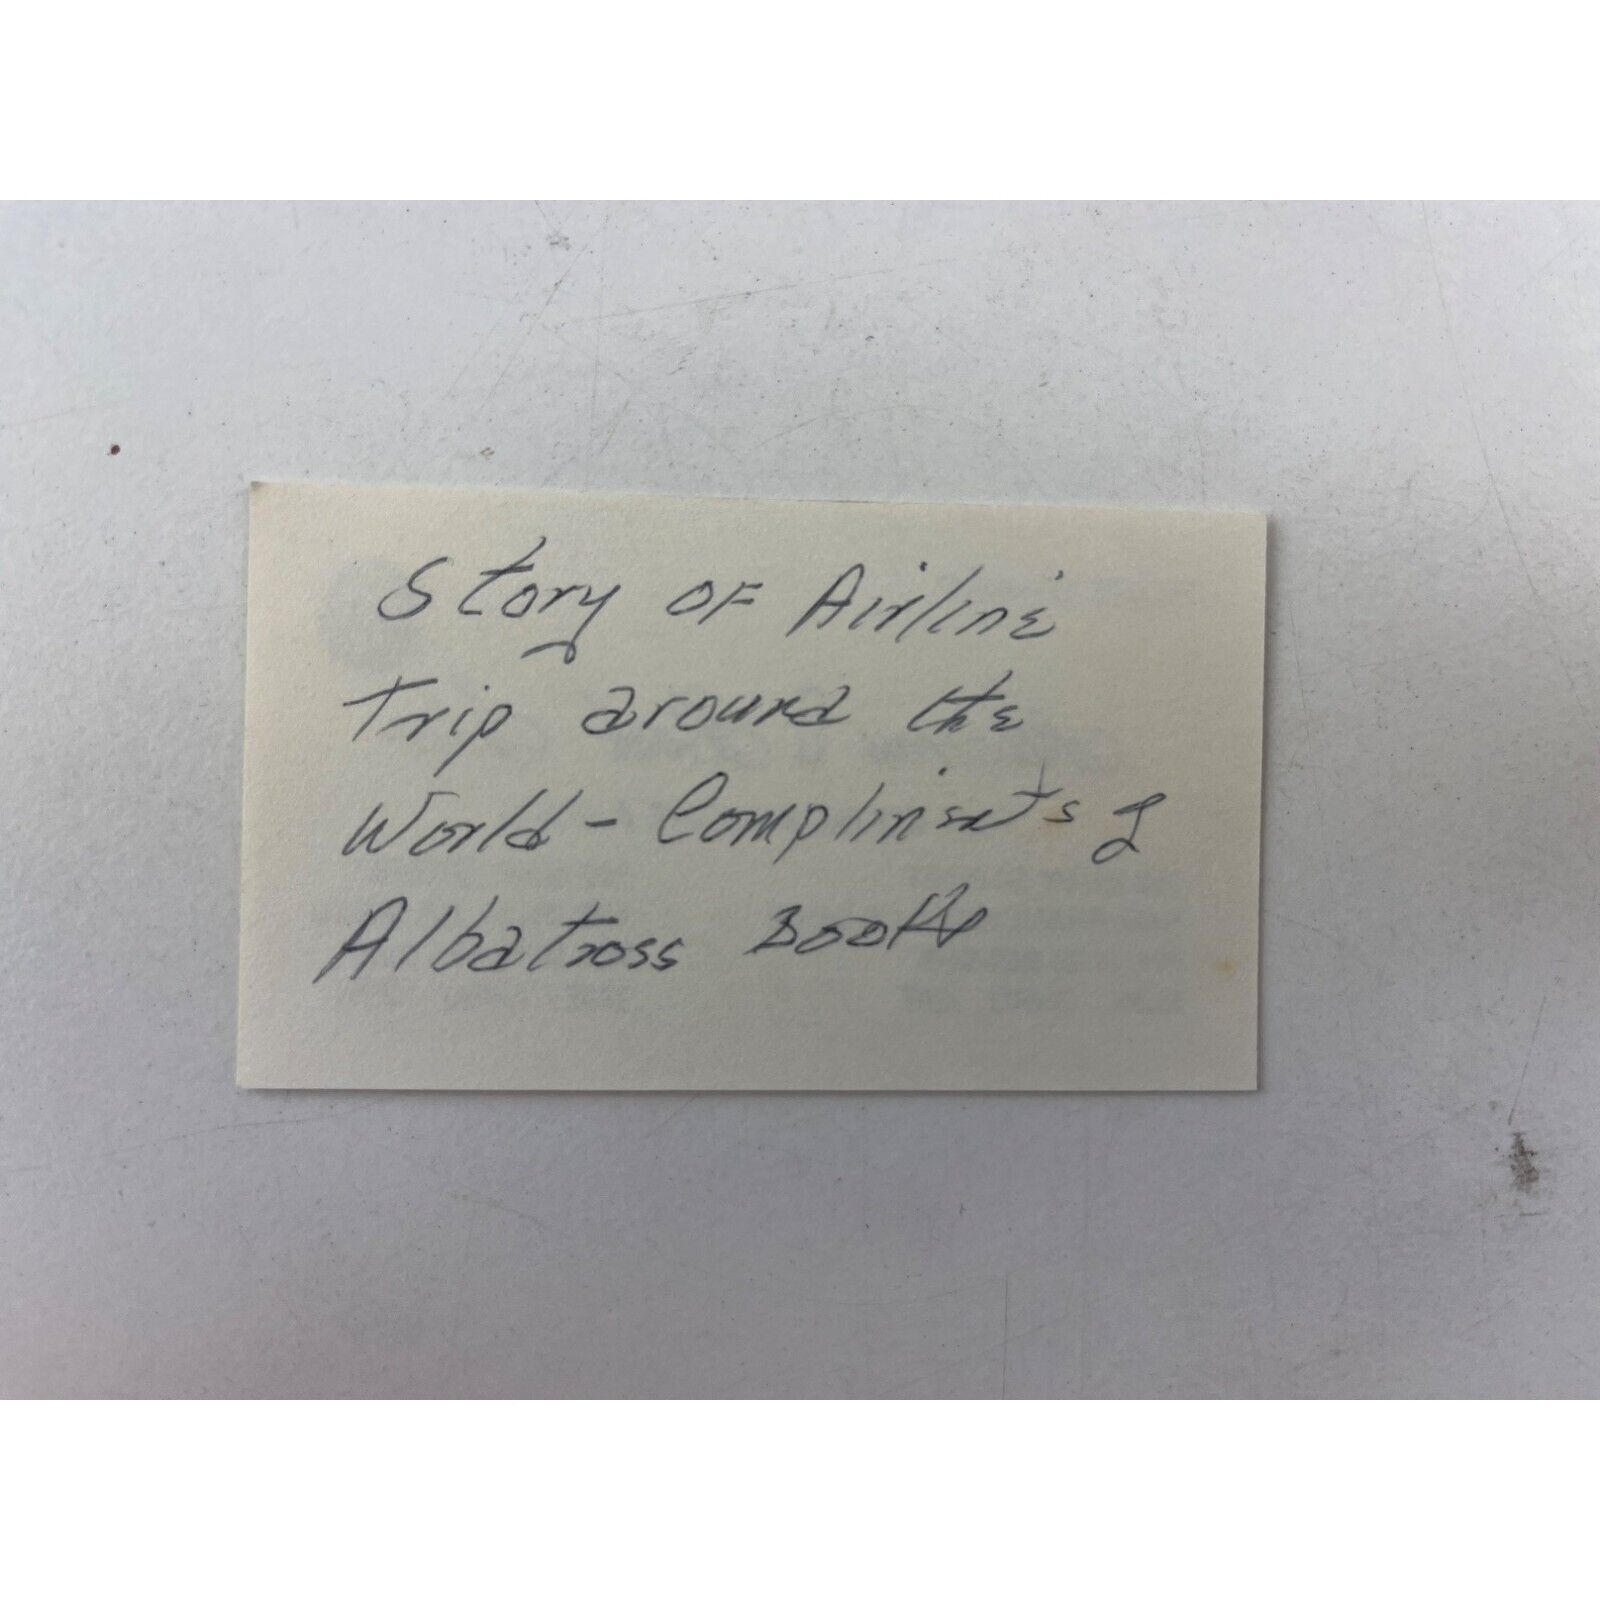 Story OF Airline
Trip around the
World - Compliments of
Albatross Books